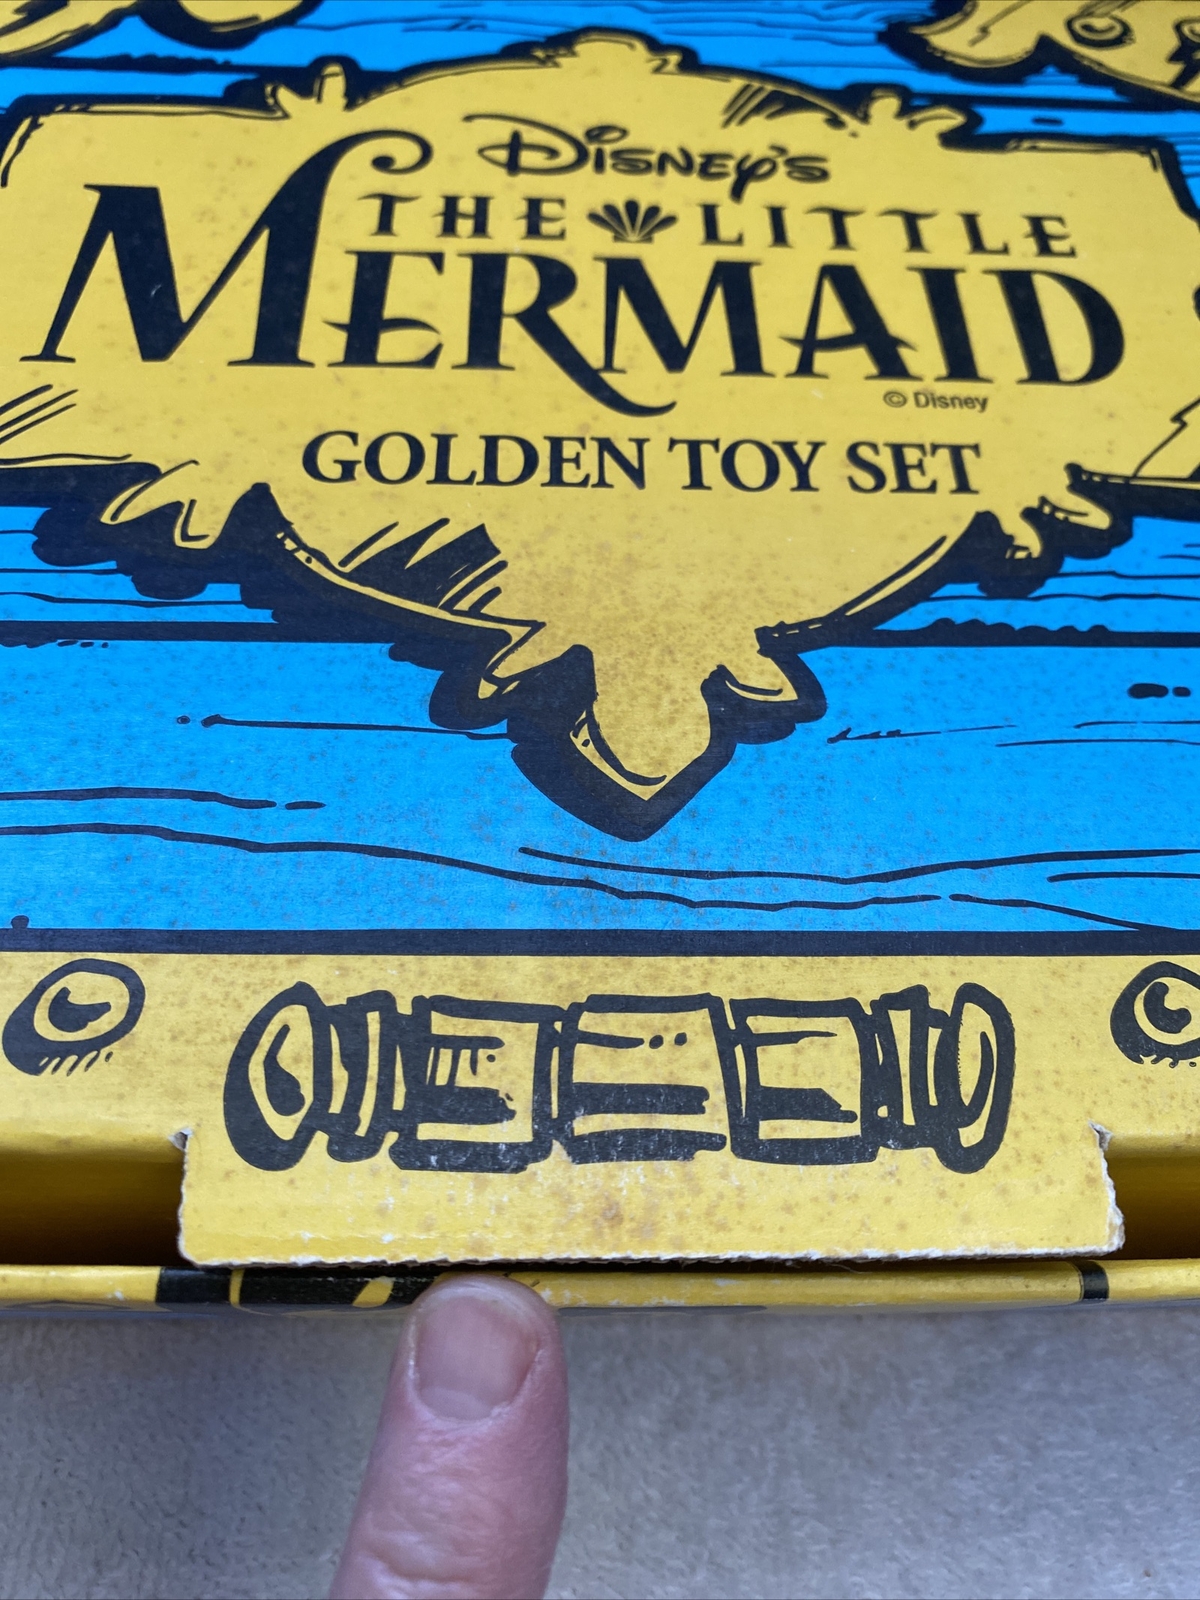 Disney's
THE LITTLE
MERMAID
© Disney
GOLDEN TOY SET